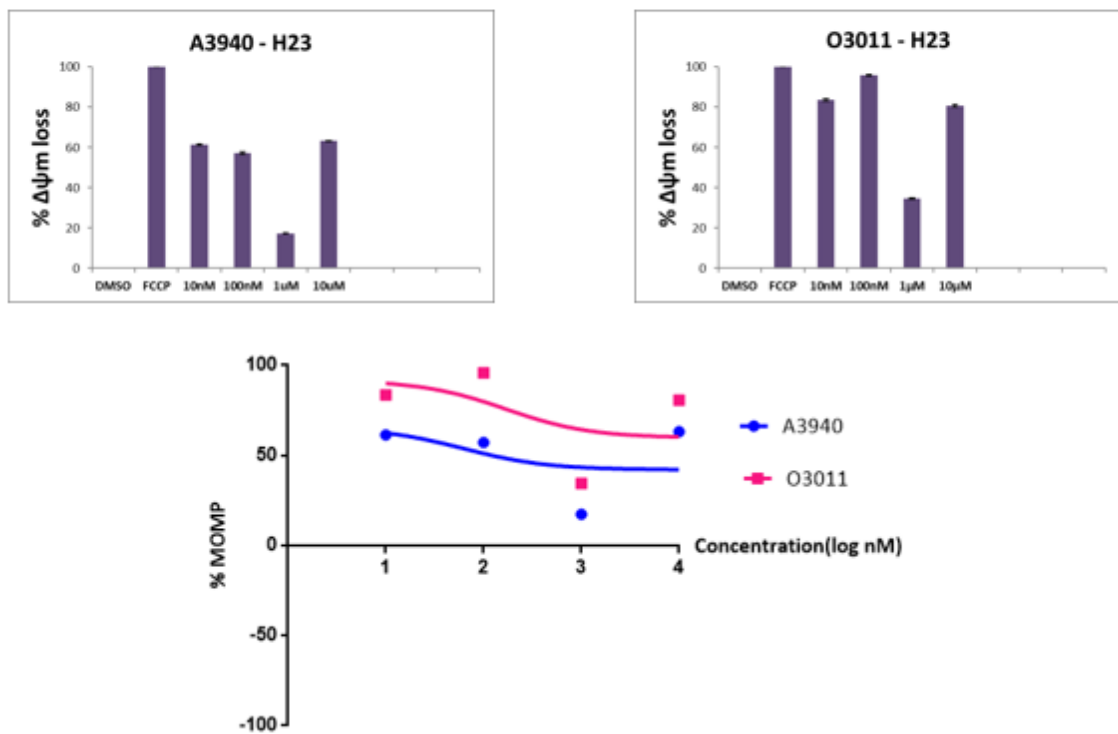 A3940 - H23
% Δψm loss
100
80
60
40
20
0
DMSO FCCP 10nM 100nM 1uM 10uM
O3011 - H23
% Δψm loss
100
80
60
40
20
0
DMSO FCCP 10nM 100nM 1μM 10μM
% MOMP
100
50
0
-50
-100
1 2 3 4
Concentration(log nM)
A3940
O3011